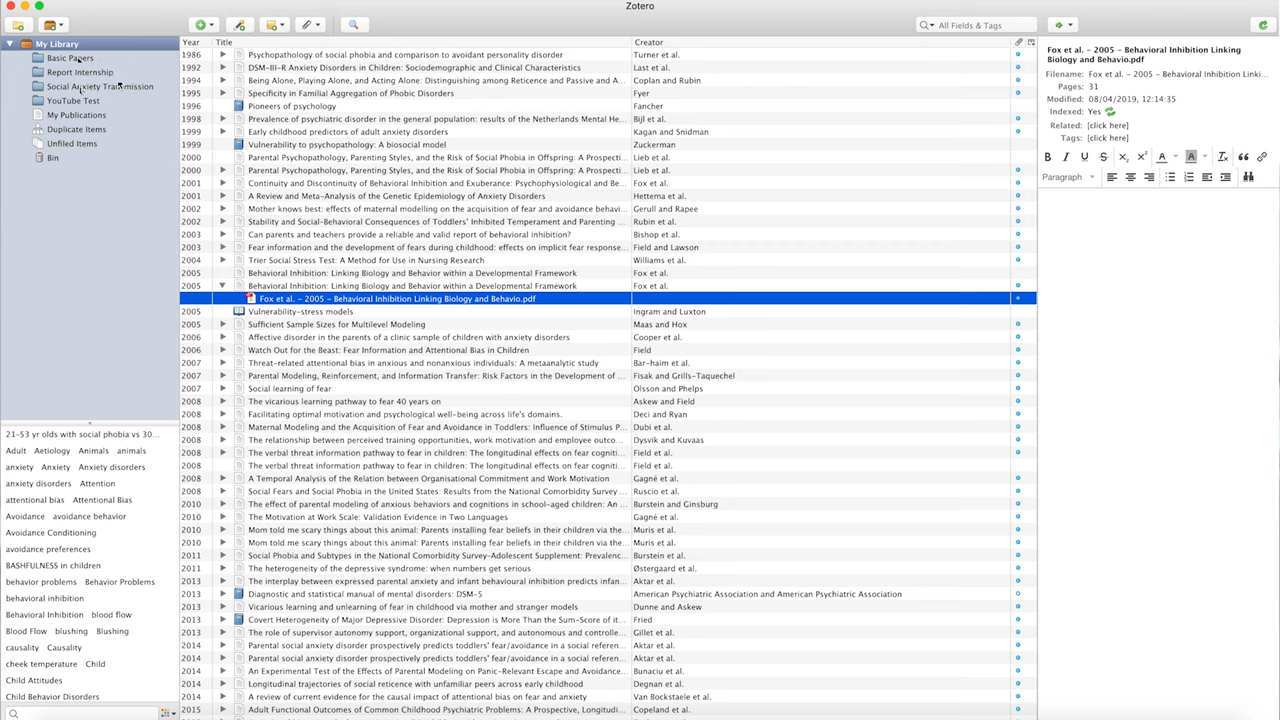 Zotero
All Fields & Tags
My Library
Basic Papers
Report Internship
Social Anxiety Transmission
YouTube Test
My Publications
Duplicate Items
Unfiled Items
Bin
21-53 yr olds with social phobia vs 30...
Adult Aetiology Animals animals
anxiety Anxiety Anxiety disorders
anxiety disorders Attention
attentional bias Attentional Bias
Avoidance avoidance behavior
Avoidance Conditioning
avoidance preferences
BASHFULNESS in children
behavior problems Behavior Problems
behavioral inhibition
Behavioral Inhibition blood flow
Blood Flow blushing Blushing
causality Causality
cheek temperature Child
Child Attitudes
Child Behavior Disorders
Year Title Creator
1986 Psychopathology of social phobia and comparison to avoidant personality disorder Turner et al.
1992 DSM-III-R Anxiety Disorders in Children: Sociodemographic and Clinical Characteristi... Last et al.
1994 Being Alone, Playing Alone, and Acting Alone: Distinguishing among Reticence and Passive and A... Coplan and Rubin
1995 Specificity in Familial Aggregation of Phobic Disorders Fyer
1996 Pioneers of psychology Fancher
1998 Prevalence of psychiatric disorder in the general population: results of the Netherlands Mental He... Bijl et al.
1999 Early childhood predictors of adult anxiety disorders Kagan and Snidman
1999 Vulnerability to psychopathology: A biosocial model Zuckerman
2000 Parental Psychopathology, Parenting Styles, and the Risk of Social Phobia in Offspring: A Prospecti... Lieb et al.
2000 Parental Psychopathology, Parenting Styles, and the Risk of Social Phobia in Offspring: A Prospecti... Lieb et al.
2001 Continuity and Discontinuity of Behavioral Inhibition and Exuberance: Psychophysiological and Be... Fox et al.
2001 A Review and Meta-Analysis of the Genetic Epidemiology of Anxiety Disorders Hettema et al.
2002 Mother knows best: effects of maternal modelling on the acquisition of fear and avoidance behavi... Gerull and Rapee
2002 Stability and Social-Behavioral Consequences of Toddlers' Inhibited Temperament and Parenting ... Rubin et al.
2003 Can parents and teachers provide a reliable and valid report of behavioral inhibition? Bishop et al.
2003 Fear information and the development of fears during childhood: effects on implicit fear response... Field and Lawson
2004 Trier Social Stress Test: A Method for Use in Nursing Research Williams et al.
2005 Behavioral Inhibition: Linking Biology and Behavior within a Developmental Framework Fox et al.
2005 Behavioral Inhibition: Linking Biology and Behavior within a Developmental Framework Fox et al.
Fox et al. - 2005 - Behavioral Inhibition Linking Biology and Behavio.pdf
2005 Vulnerability-stress models Ingram and Luxton
2005 Sufficient Sample Sizes for Multilevel Modeling Maas and Hox
2006 Affective disorder in the parents of a clinic sample of children with anxiety disorders Cooper et al.
2006 Watch Out for the Beast: Fear Information and Attentional Bias in Children Field
2007 Threat-related attentional bias in anxious and nonanxious individuals: A metaanalytic study Bar-haim et al.
2007 Parental Modeling, Reinforcement, and Information Transfer: Risk Factors in the Development of ... Fisak and Grills-Taquechel
2007 Social learning of fear Olsson and Phelps
2008 The vicarious learning pathway to fear 40 years on Askew and Field
2008 Facilitating optimal motivation and psychological well-being across life's domains. Deci and Ryan
2008 Maternal Modeling and the Acquisition of Fear and Avoidance in Toddlers: Influence of Stimulus P... Dubi et al.
2008 The relationship between perceived training opportunities, work motivation and employee outco... Dysvik and Kuvaas
2008 The verbal threat information pathway to fear in children: The longitudinal effects on fear cogniti... Field et al.
2008 The verbal threat information pathway to fear in children: The longitudinal effects on fear cogniti... Field et al.
2008 A Temporal Analysis of the Relation between Organisational Commitment and Work Motivation Gagné et al.
2008 Social Fears and Social Phobia in the United States: Results from the National Comorbidity Survey ... Ruscio et al.
2010 The effect of parental modeling of anxious behaviors and cognitions in school-aged children: An ... Burstein and Ginsburg
2010 The Motivation at Work Scale: Validation Evidence in Two Languages Gagné et al.
2010 Mom told me scary things about this animal: Parents installing fear beliefs in their children via the... Muris et al.
2010 Mom told me scary things about this animal: Parents installing fear beliefs in their children via the... Muris et al.
2011 Social Phobia and Subtypes in the National Comorbidity Survey-Adolescent Supplement: Prevalenc... Burstein et al.
2011 The heterogeneity of the depressive syndrome: when numbers get serious Østergaard et al.
2013 The interplay between expressed parental anxiety and infant behavioural inhibition predicts infan... Aktar et al.
2013 Diagnostic and statistical manual of mental disorders: DSM-5 American Psychiatric Association and American Psychiatric Association
2013 Vicarious learning and unlearning of fear in childhood via mother and stranger models Dunne and Askew
2013 Covert Heterogeneity of Major Depressive Disorder: Depression is More Than the Sum-Score of it... Fried
2013 The role of supervisor autonomy support, organizational support, and autonomous and controlle... Gillet et al.
2014 Parental social anxiety disorder prospectively predicts toddlers' fear/avoidance in a social referen... Aktar et al.
2014 Parental social anxiety disorder prospectively predicts toddlers' fear/avoidance in a social referen... Aktar et al.
2014 An Experimental Test of the Effects of Parental Modeling on Panic-Relevant Escape and Avoidance... Bunaciu et al.
2014 Longitudinal trajectories of social reticence with unfamiliar peers across early childhood Degnan et al.
2014 A review of current evidence for the causal impact of attentional bias on fear and anxiety Van Bockstaele et al.
2015 Adult Functional Outcomes of Common Childhood Psychiatric Problems: A Prospective, Longitudi... Copeland et al.
Fox et al. - 2005 - Behavioral Inhibition Linking
Biology and Behavio.pdf
Filename: Fox et al. - 2005 - Behavioral Inhibition Linki...
Pages: 31
Modified: 08/04/2019, 12:14:35
Indexed: Yes
Related: [click here]
Tags: [click here]
Paragraph